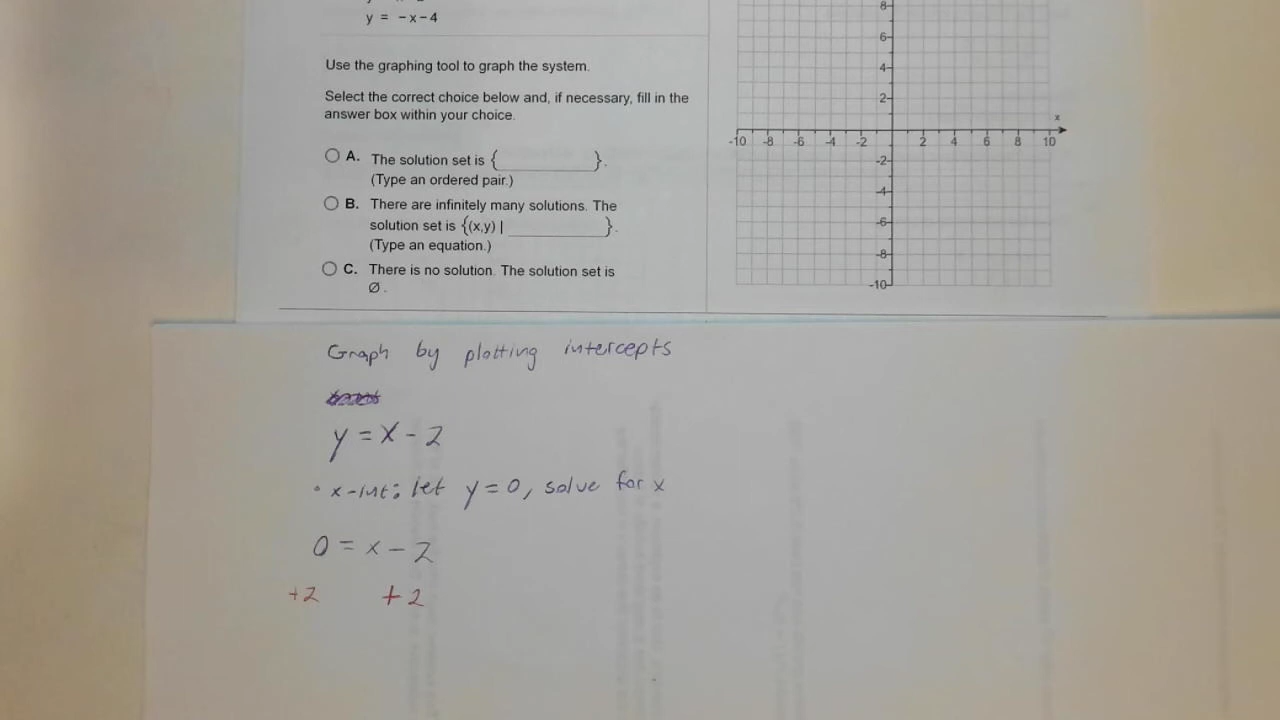 y = -x-4
Use the graphing tool to graph the system.
Select the correct choice below and, if necessary, fill in the
answer box within your choice.
A. The solution set is { }.
(Type an ordered pair.)
B. There are infinitely many solutions. The
solution set is {(x,y) | }.
(Type an equation.)
C. There is no solution. The solution set is
Ø.
8
6
4
2
x
-10 -8 -6 -4 -2 2 4 6 8 10
-2
-4
-6
-8
-10
Graph by plotting intercepts
y = x - 2
• x-int: let y = 0, solve for x
0 = x - 2
+2 +2